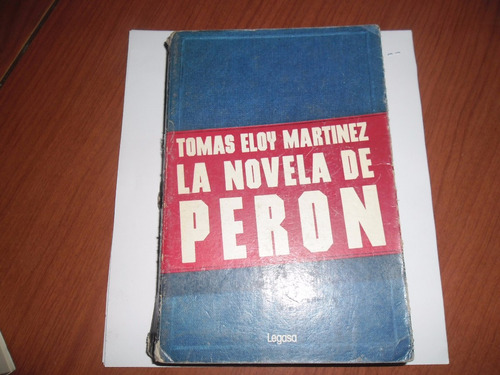 TOMAS ELOY MARTINEZ
LA NOVELA DE
PERON
Legasa